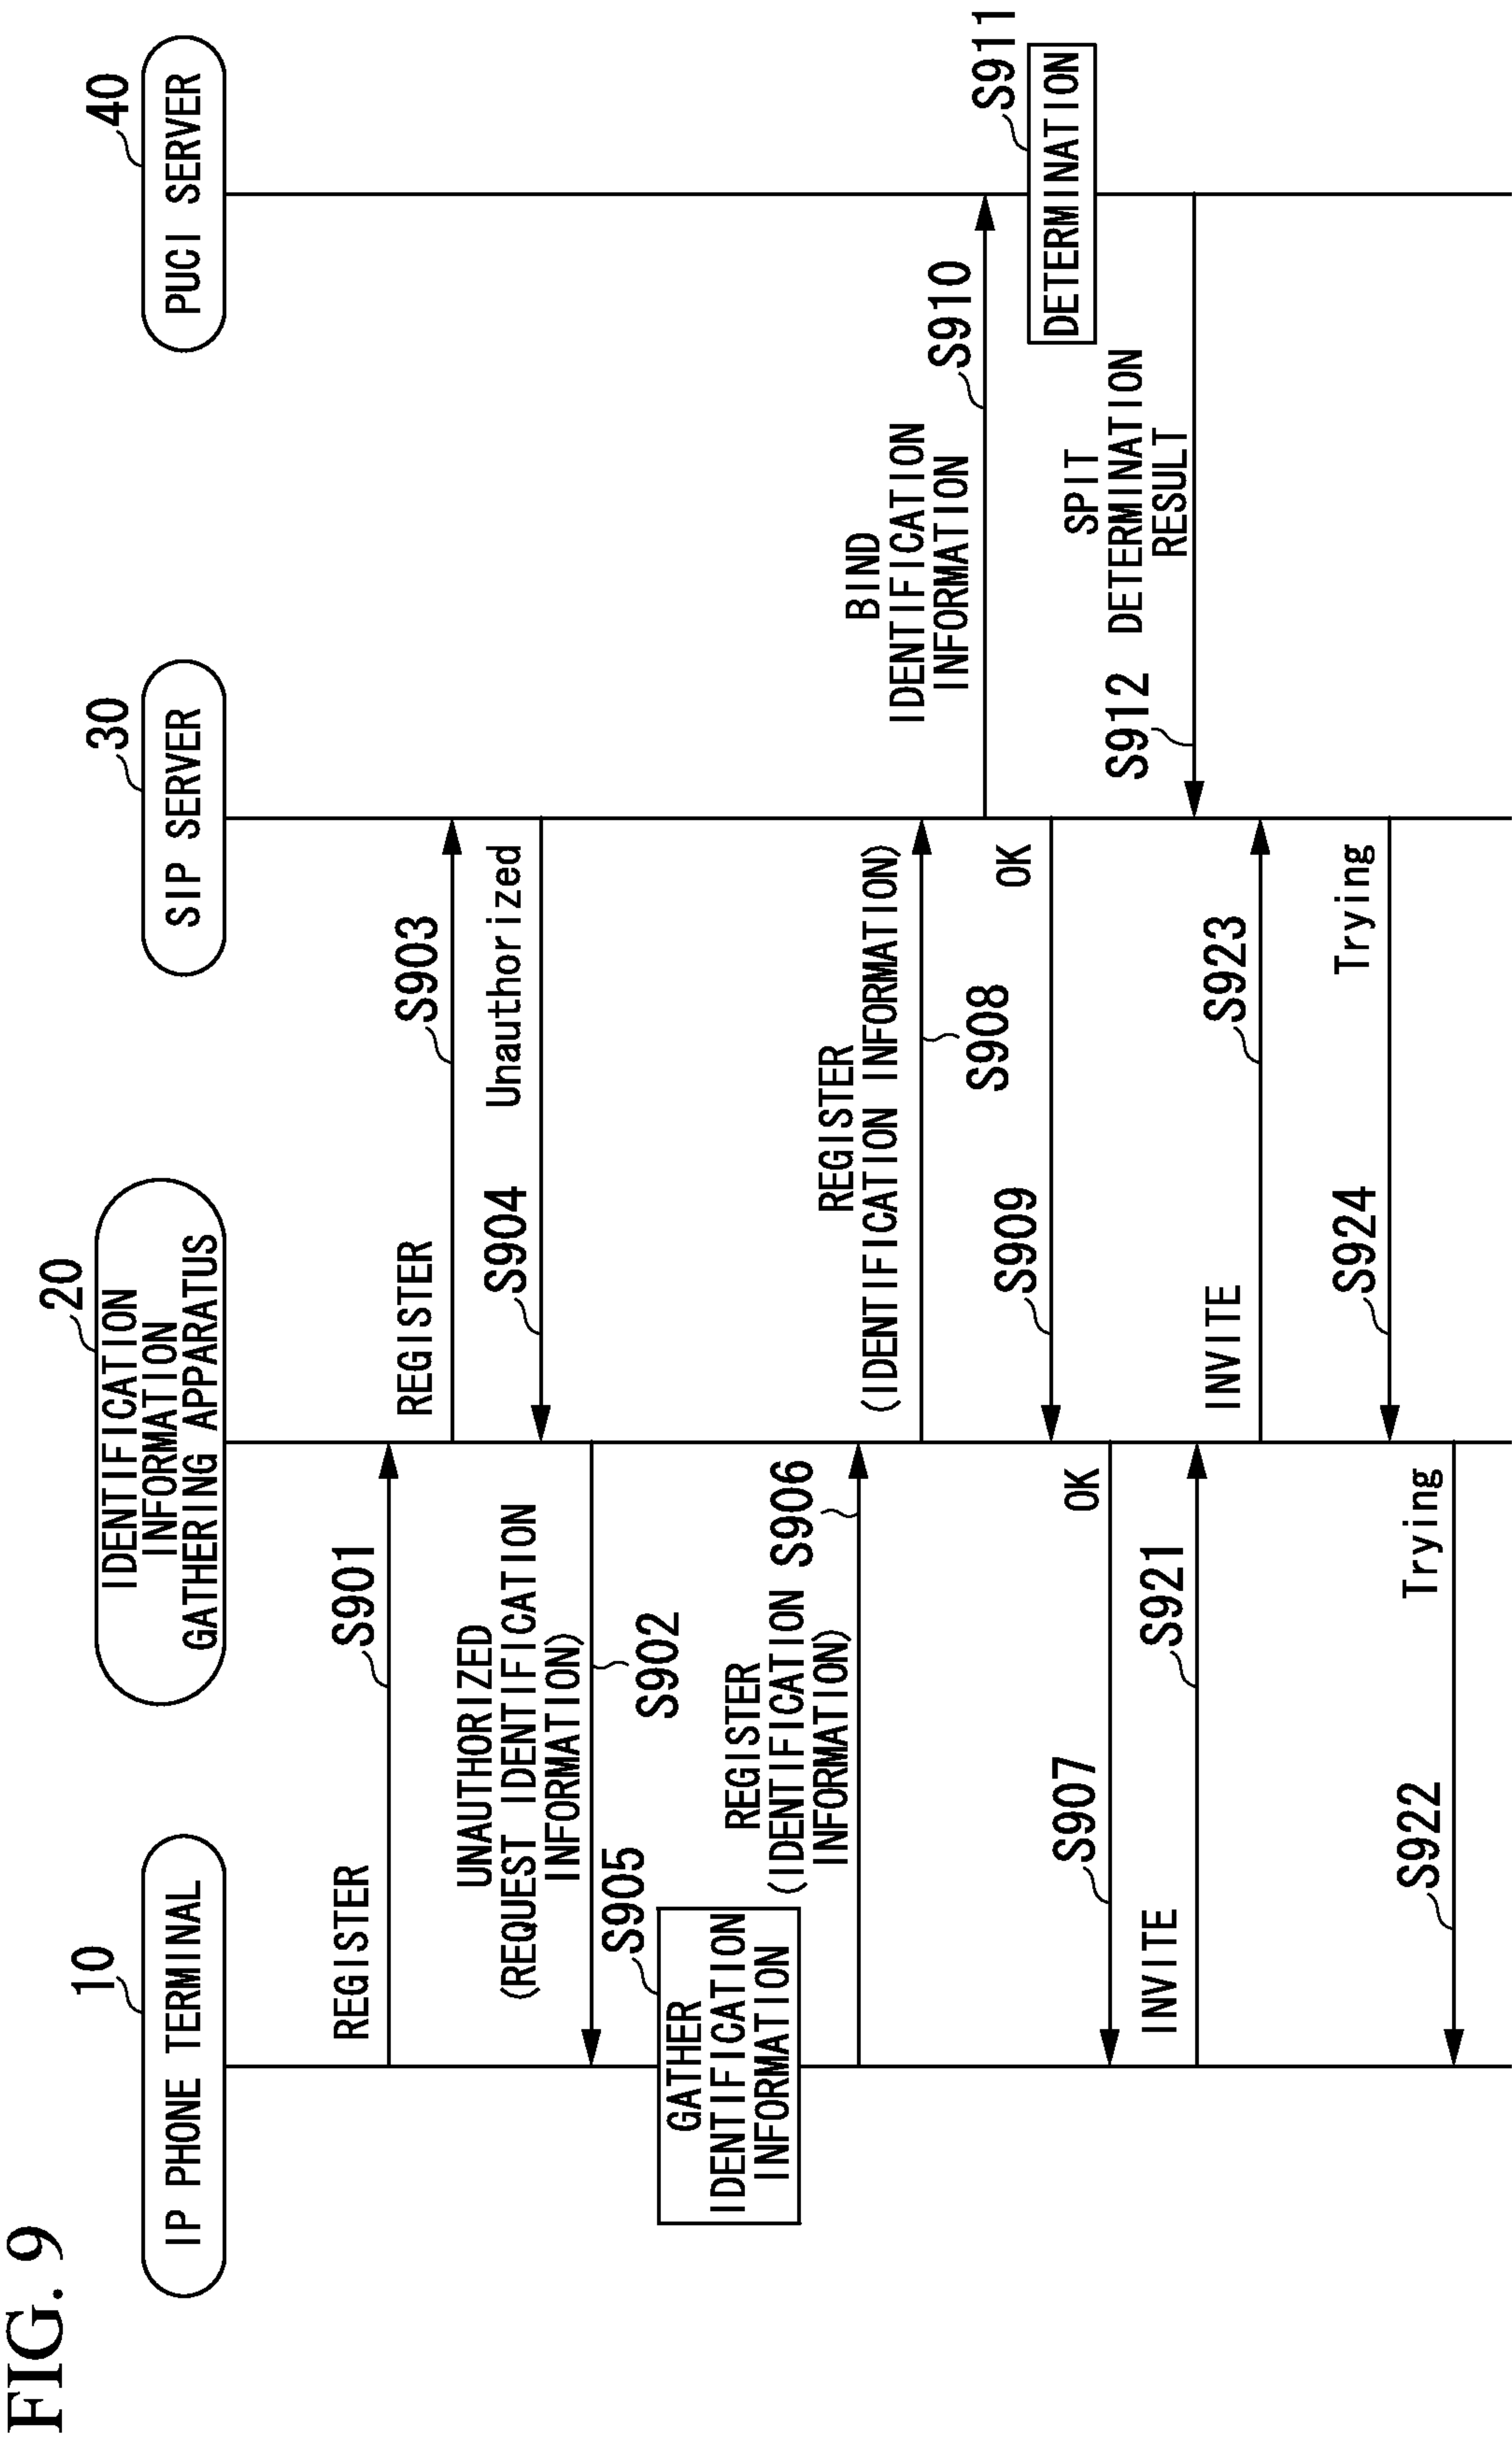 FIG. 9
10
IP PHONE TERMINAL
20
IDENTIFICATION
INFORMATION
GATHERING APPARATUS
30
SIP SERVER
40
PUCI SERVER
REGISTER
S901
REGISTER
S903
S904
Unauthorized
UNAUTHORIZED
(REQUEST IDENTIFICATION
INFORMATION)
S902
S905
GATHER
IDENTIFICATION
INFORMATION
REGISTER
(IDENTIFICATION
INFORMATION)
S906
REGISTER
(IDENTIFICATION INFORMATION)
S908
BIND
IDENTIFICATION
INFORMATION
S910
S911
DETERMINATION
S909
OK
S907
OK
S912
SPIT
DETERMINATION
RESULT
INVITE
S921
INVITE
S923
S924
Trying
S922
Trying